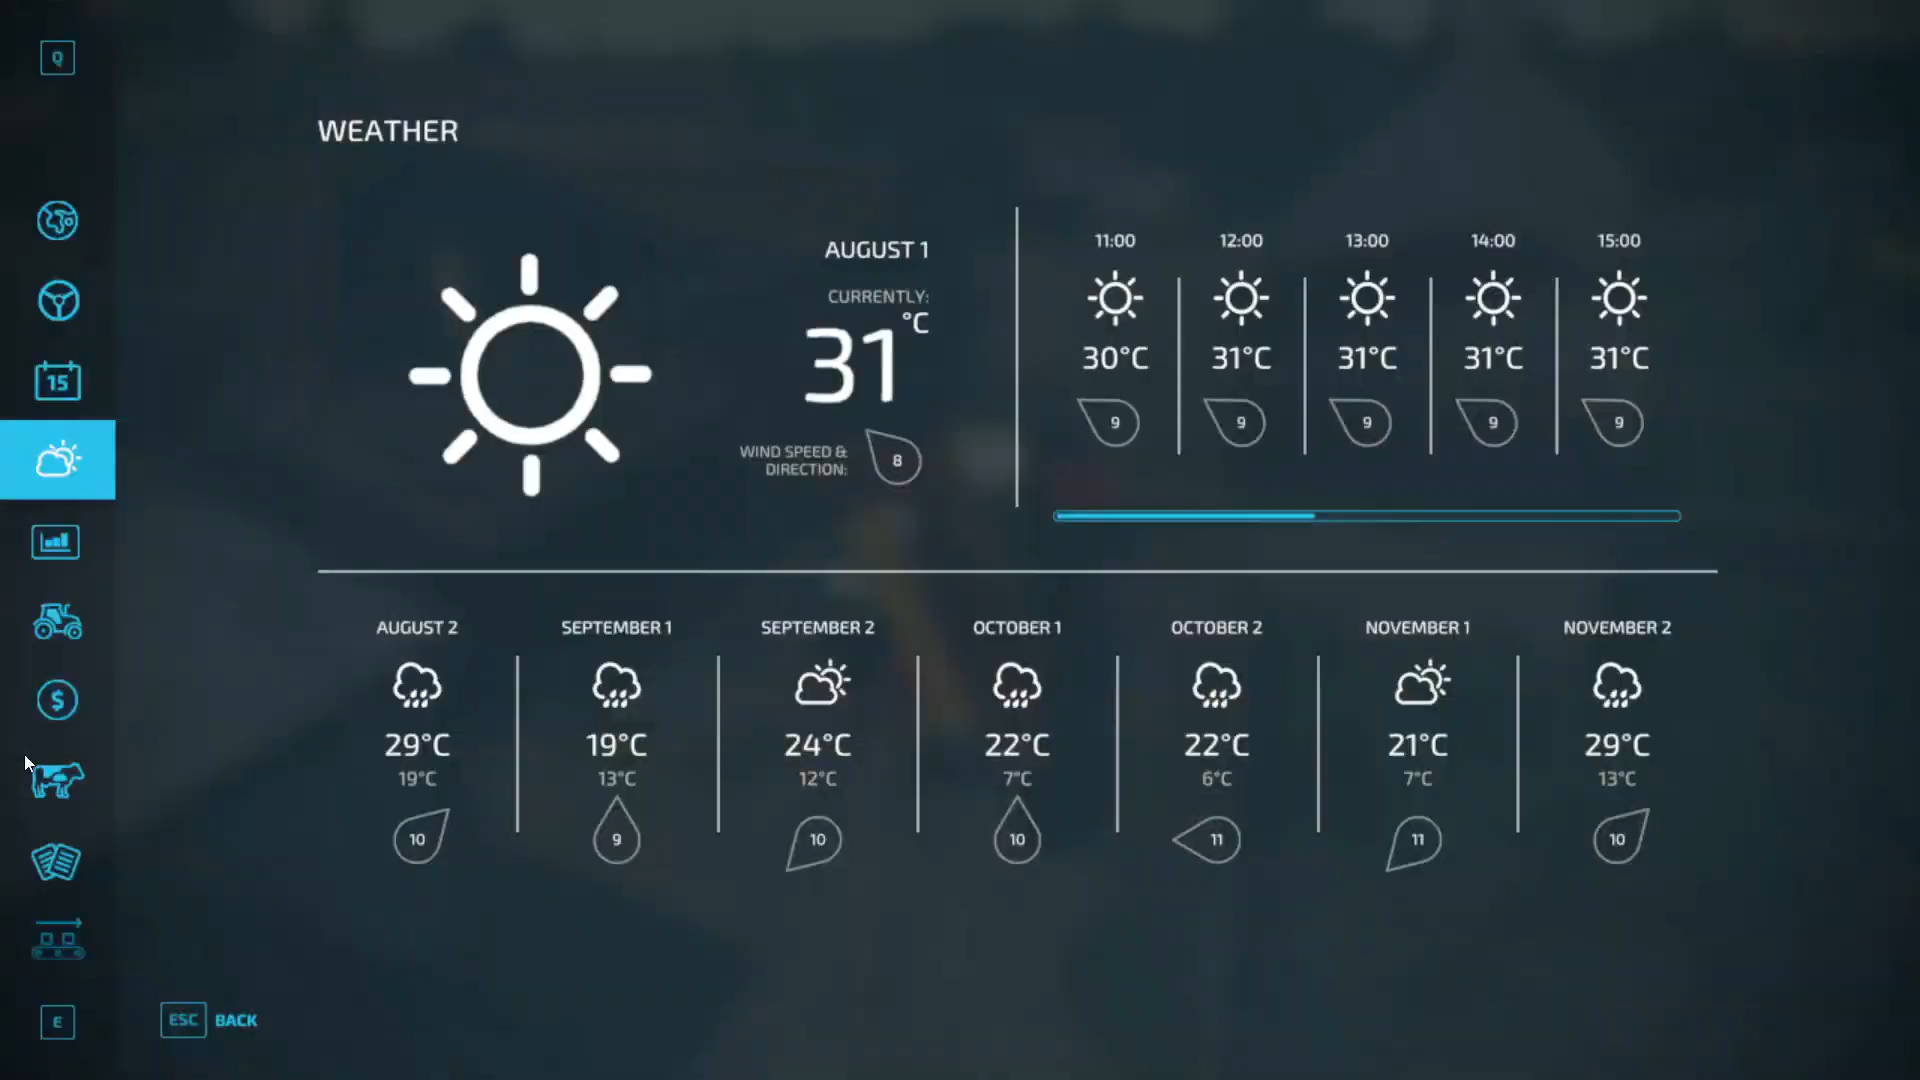 Q
WEATHER
AUGUST 1
CURRENTLY:
31 °C
WIND SPEED &
DIRECTION:
8
11:00 12:00 13:00 14:00 15:00
30°C 31°C 31°C 31°C 31°C
9 9 9 9 9
15
AUGUST 2 SEPTEMBER 1 SEPTEMBER 2 OCTOBER 1 OCTOBER 2 NOVEMBER 1 NOVEMBER 2
29°C 19°C 24°C 22°C 22°C 21°C 29°C
19°C 13°C 12°C 7°C 6°C 7°C 13°C
10 9 10 10 11 11 10
$
E
ESC BACK